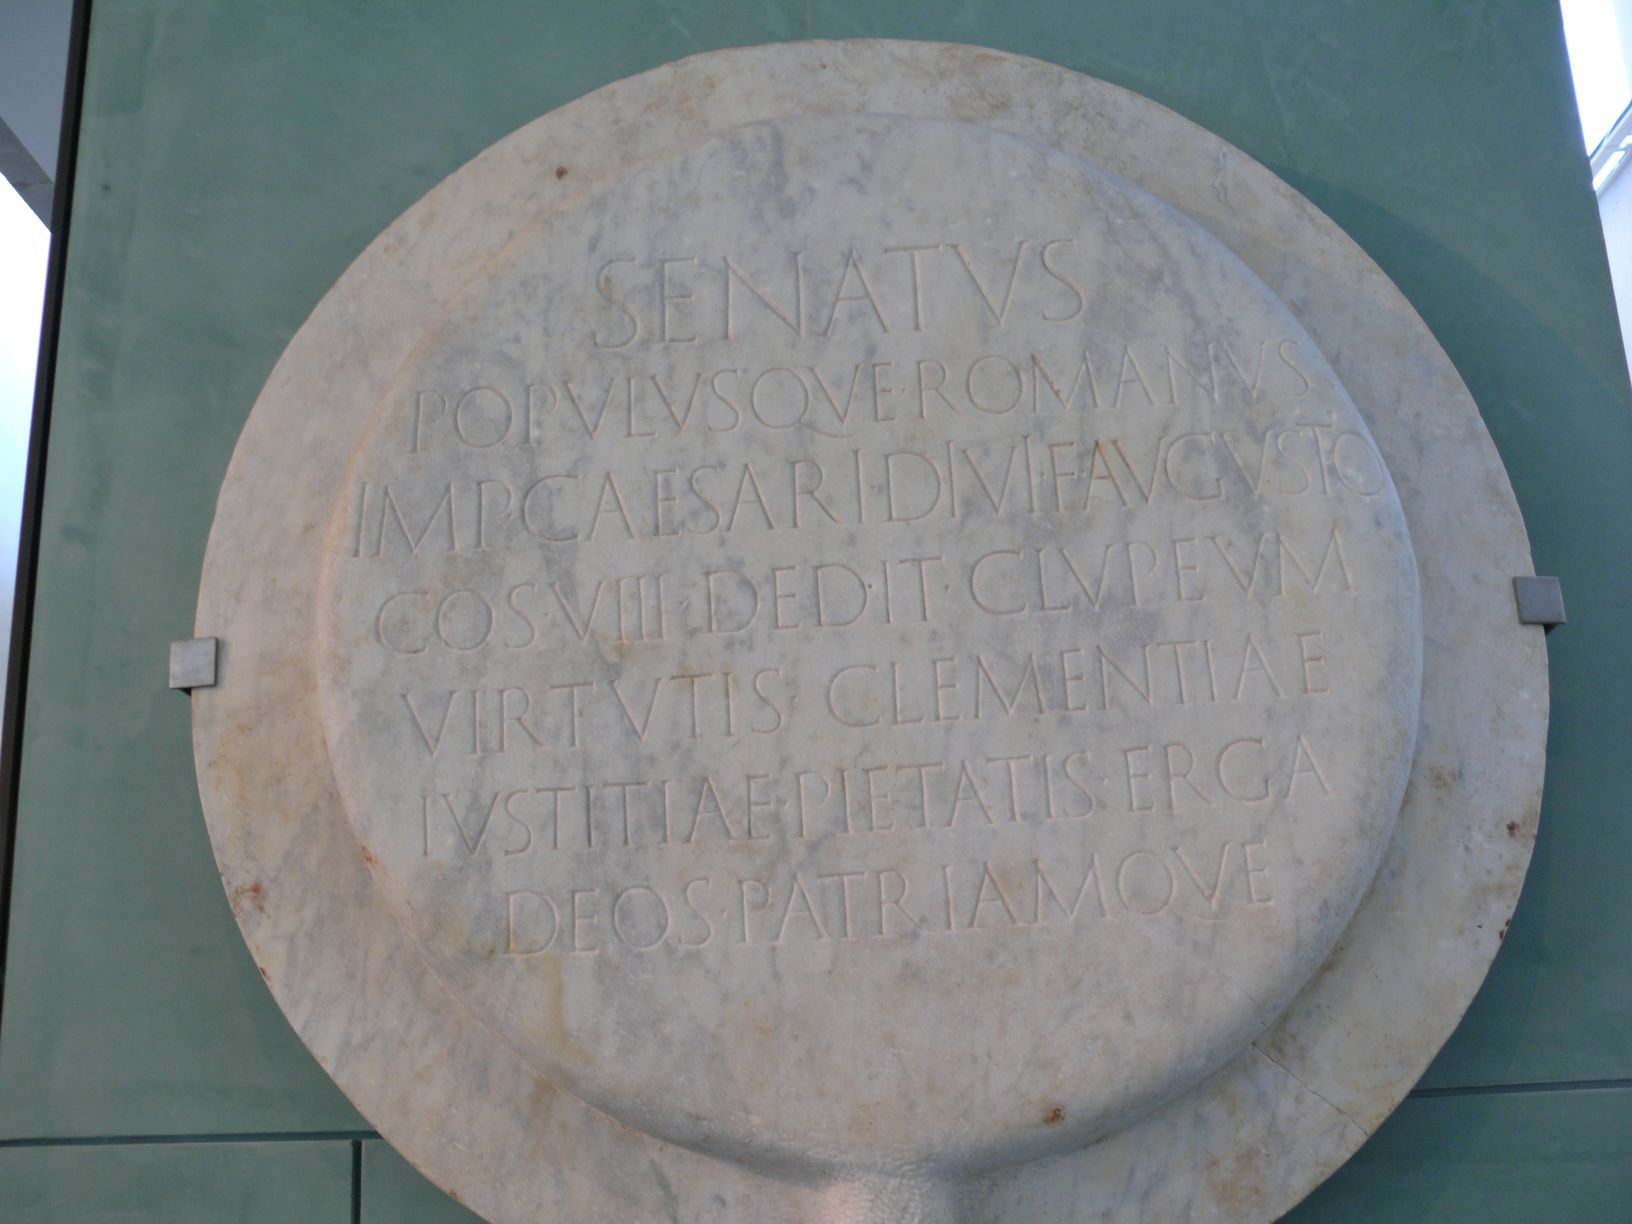 SENATVS
POPVLVSQVE·ROMANVS
IMP·CAESARI·DIVI·F·AVGVSTO
COS·VIII·DEDIT·CLVPEVM
VIRTVTIS·CLEMENTIAE
IVSTITIAE·PIETATIS·ERGA
DEOS·PATRIAMQVE